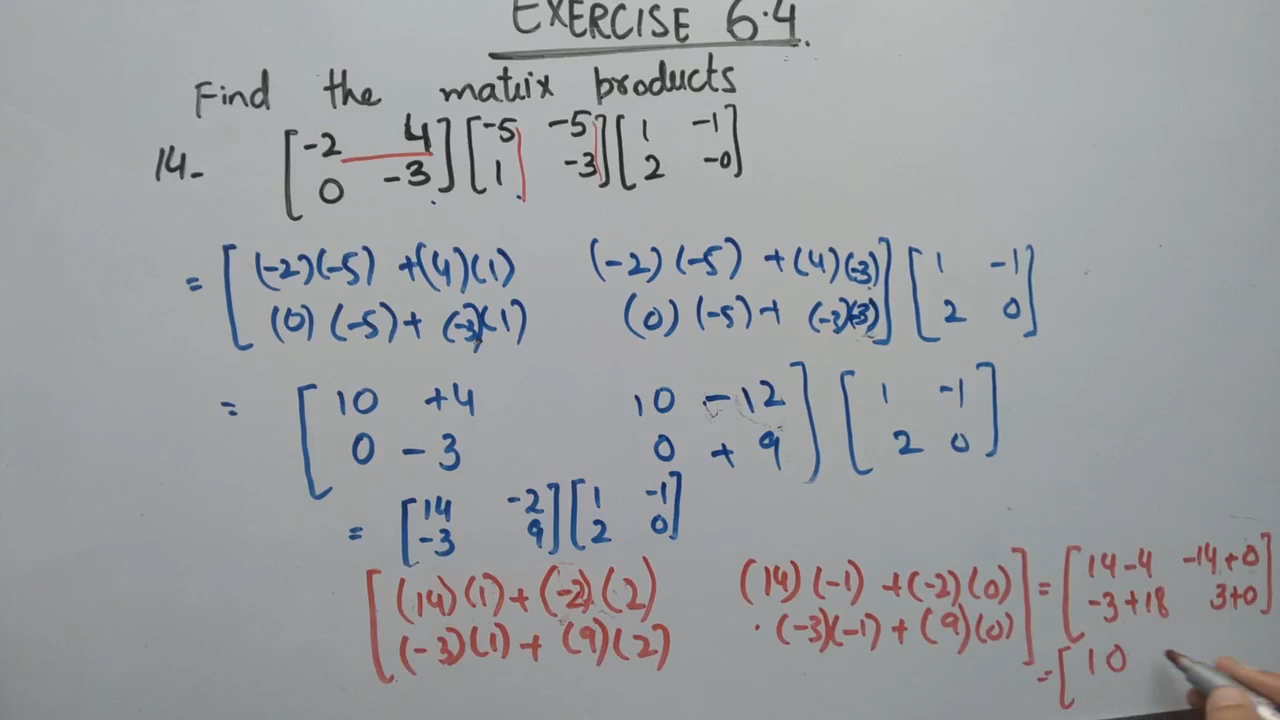 EXERCISE 6.4.
Find the matrix products
14- [-2 4] [-5 -5] [1 -1]
[0 -3] [1 -3] [2 -0]
= [(-2)(-5) +(4)(1) (-2)(-5) +(4)(-3)] [1 -1]
[(0)(-5)+ (-3)(1) (0)(-5)+ (-3)(-3)] [2 0]
= [10 +4 10 -12] [1 -1]
[0 -3 0 +9] [2 0]
= [14 -2] [1 -1]
[-3 9] [2 0]
[(14)(1)+(-2)(2) (14)(-1) +(-2)(0)] = [14-4 -14+0]
[(-3)(1)+(9)(2) . (-3)(-1)+(9)(0)] [-3+18 3+0]
= [10